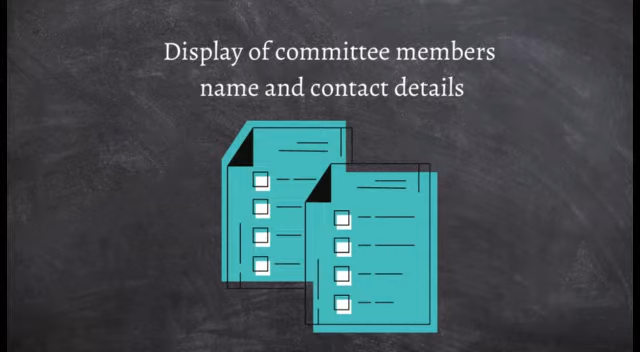 Display of committee members
name and contact details